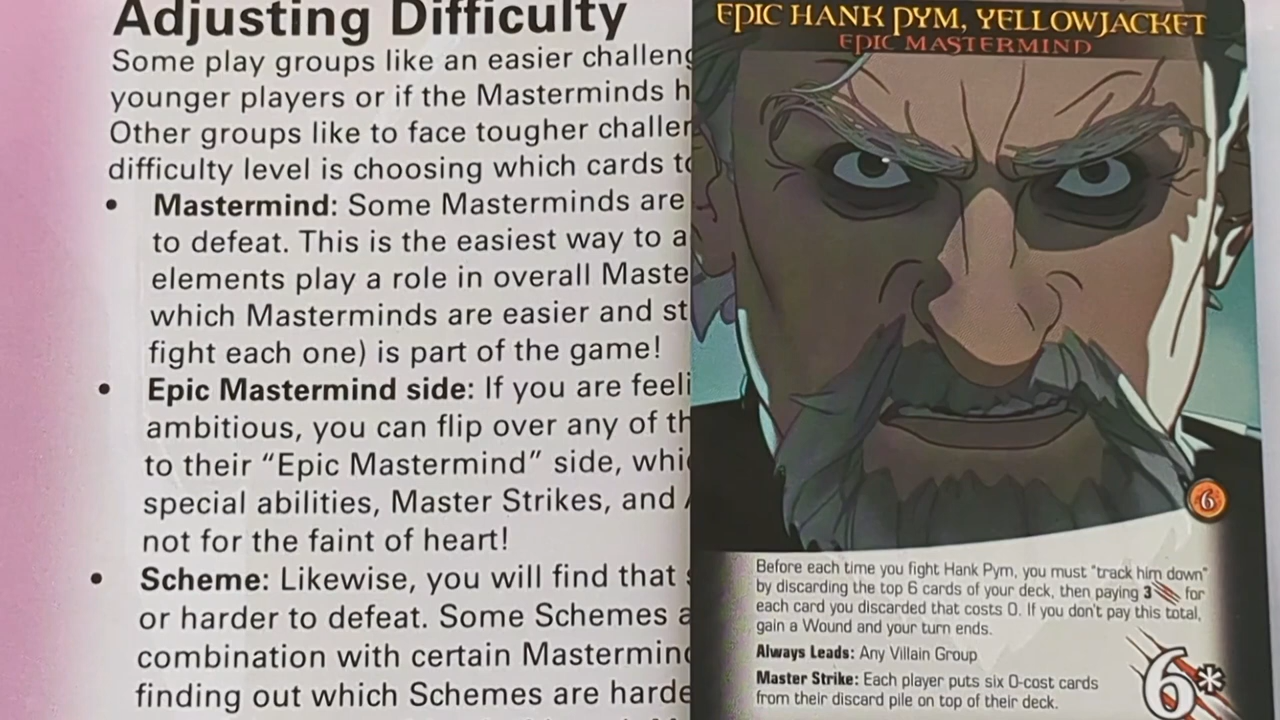 Adjusting Difficulty
Some play groups like an easier challeng
younger players or if the Masterminds h
Other groups like to face tougher challer
difficulty level is choosing which cards to
• Mastermind: Some Masterminds are
to defeat. This is the easiest way to a
elements play a role in overall Maste
which Masterminds are easier and st
fight each one) is part of the game!
• Epic Mastermind side: If you are feeli
ambitious, you can flip over any of th
to their “Epic Mastermind” side, whi
special abilities, Master Strikes, and
not for the faint of heart!
• Scheme: Likewise, you will find that s
or harder to defeat. Some Schemes a
combination with certain Mastermind
finding out which Schemes are harde
EPIC HANK PYM, YELLOWJACKET
EPIC MASTERMIND
6
Before each time you fight Hank Pym, you must “track him down”
by discarding the top 6 cards of your deck, then paying 3 for
each card you discarded that costs 0. If you don't pay this total,
gain a Wound and your turn ends.
Always Leads: Any Villain Group
Master Strike: Each player puts six 0-cost cards
from their discard pile on top of their deck.
6*